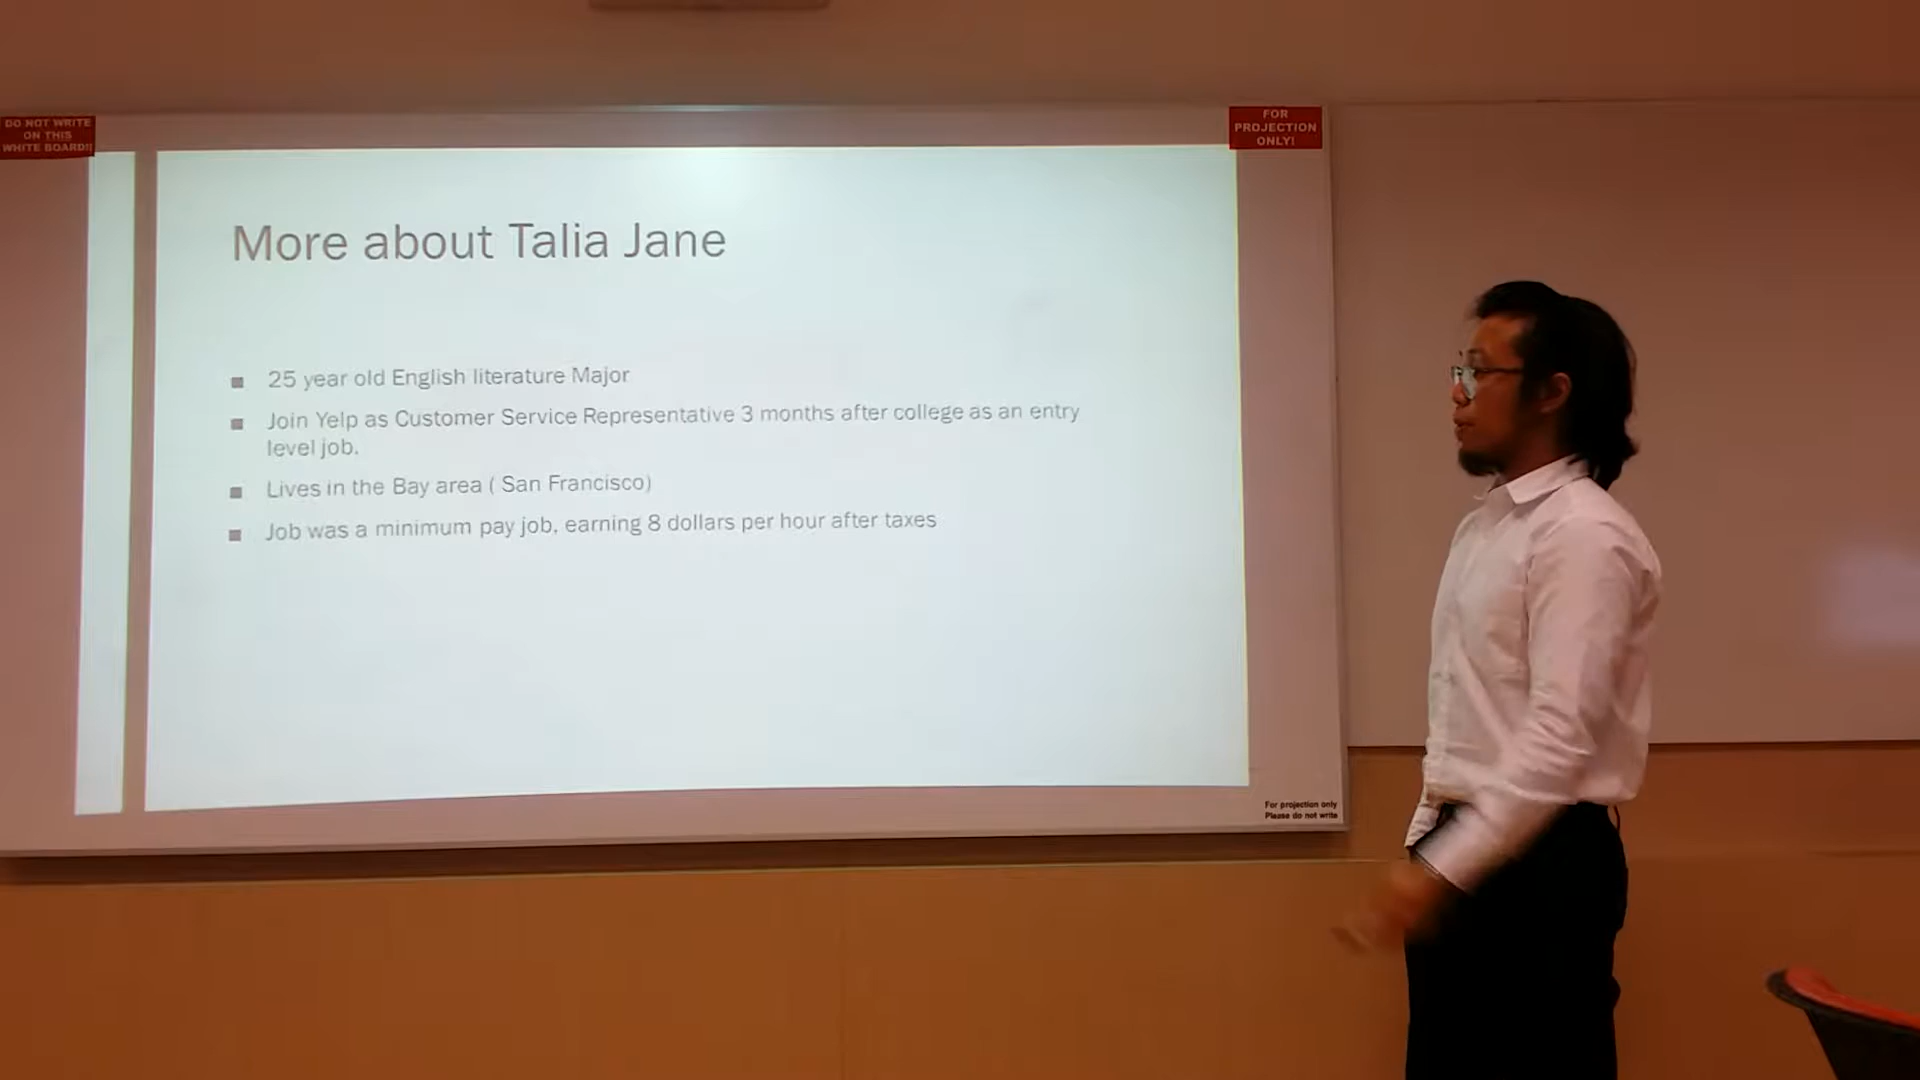 DO NOT WRITE
ON THIS
WHITE BOARD!!
FOR
PROJECTION
ONLY!
More about Talia Jane
25 year old English literature Major
Join Yelp as Customer Service Representative 3 months after college as an entry
level job.
Lives in the Bay area ( San Francisco)
Job was a minimum pay job, earning 8 dollars per hour after taxes
For projection only
Please do not write